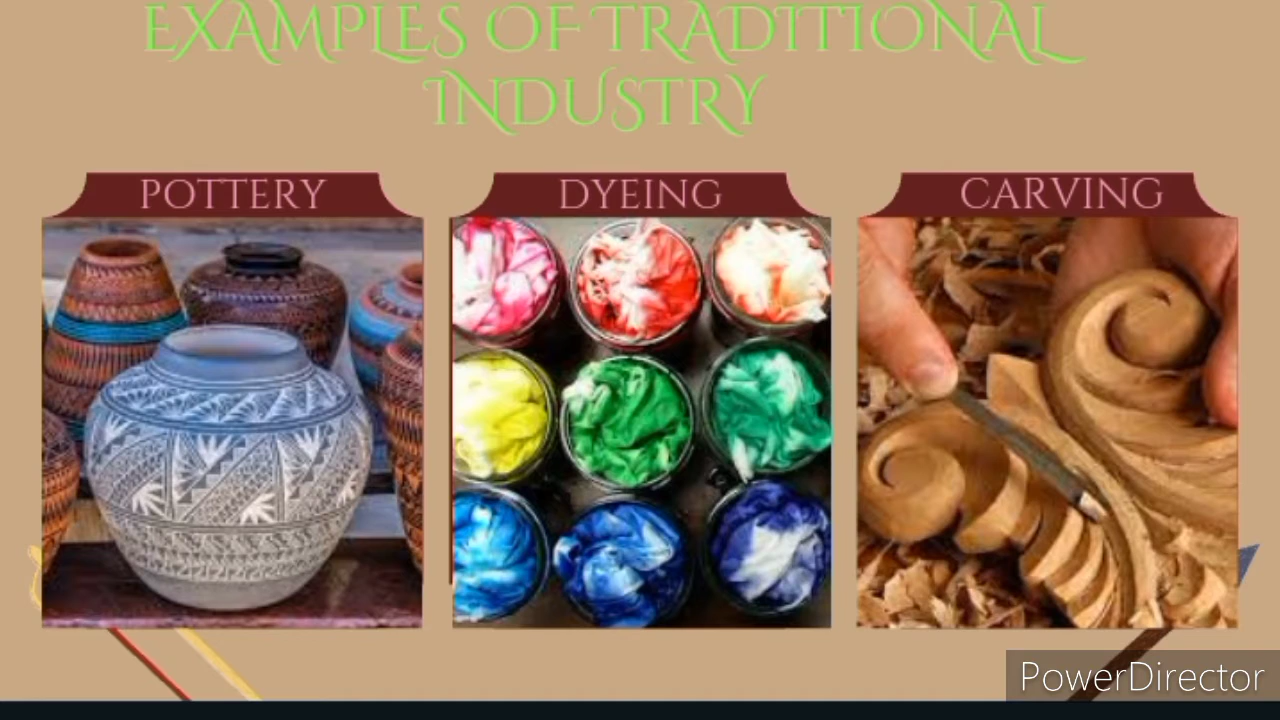 EXAMPLES OF TRADITIONAL
INDUSTRY
POTTERY
DYEING
CARVING
PowerDirector